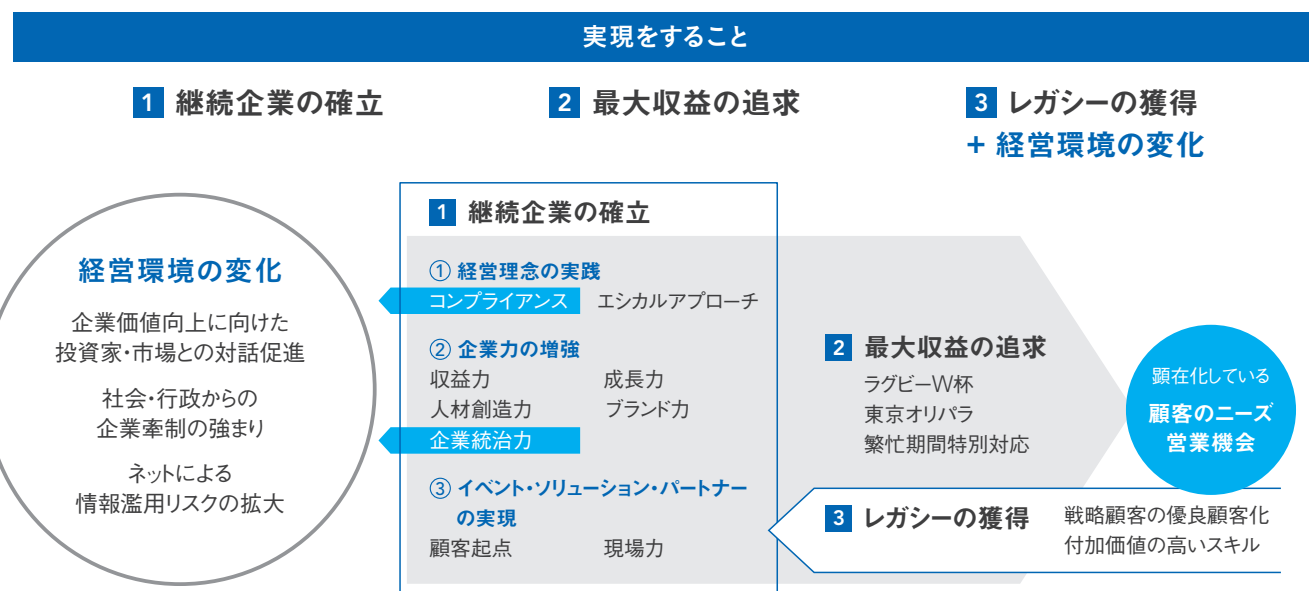 実現をすること
1 継続企業の確立
2 最大収益の追求
3 レガシーの獲得
+ 経営環境の変化
経営環境の変化
企業価値向上に向けた
投資家・市場との対話促進
社会・行政からの
企業牽制の強まり
ネットによる
情報濫用リスクの拡大
1 継続企業の確立
① 経営理念の実践
コンプライアンス エシカルアプローチ
② 企業力の増強
収益力 成長力
人材創造力 ブランド力
企業統治力
③ イベント・ソリューション・パートナー
の実現
顧客起点 現場力
2 最大収益の追求
ラグビーW杯
東京オリパラ
繁忙期間特別対応
顕在化している
顧客のニーズ
営業機会
3 レガシーの獲得
戦略顧客の優良顧客化
付加価値の高いスキル